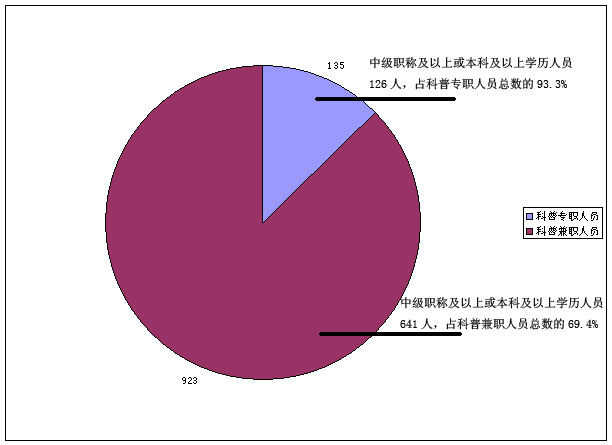 135
中级职称及以上或本科及以上学历人员
126 人，占科普专职人员总数的 93.3%
科普专职人员
科普兼职人员
中级职称及以上或本科及以上学历人员
641 人，占科普兼职人员总数的 69.4%
923